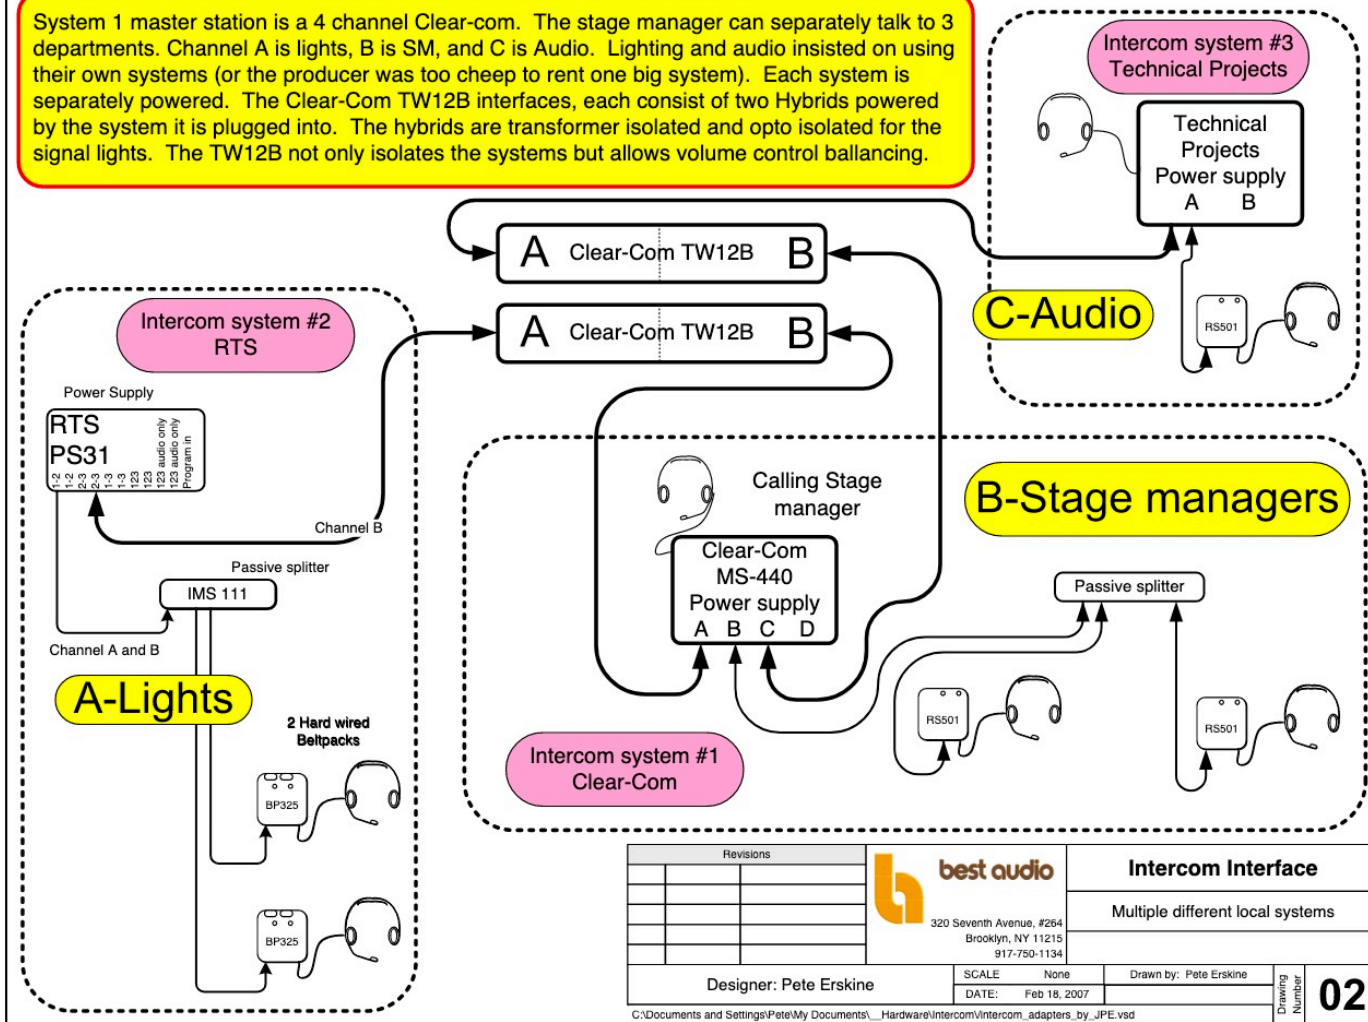 System 1 master station is a 4 channel Clear-com.  The stage manager can separately talk to 3
departments. Channel A is lights, B is SM, and C is Audio.  Lighting and audio insisted on using
their own systems (or the producer was too cheep to rent one big system).  Each system is
separately powered.  The Clear-Com TW12B interfaces, each consist of two Hybrids powered
by the system it is plugged into.  The hybrids are transformer isolated and opto isolated for the
signal lights.  The TW12B not only isolates the systems but allows volume control ballancing.
Intercom system #3
Technical Projects
Technical
Projects
Power supply
A B
RS501
C-Audio
A Clear-Com TW12B B
A Clear-Com TW12B B
Intercom system #2
RTS
Power Supply
RTS
PS31
1-2
1-2
2-3
2-3
1-3
1-3
123
123
123 audio only
123 audio only
Program in
Channel B
Passive splitter
IMS 111
Channel A and B
A-Lights
2 Hard wired
Beltpacks
BP325
BP325
Calling Stage
manager
B-Stage managers
Clear-Com
MS-440
Power supply
A B C D
Passive splitter
RS501
RS501
Intercom system #1
Clear-Com
Revisions
best audio
320 Seventh Avenue, #264
Brooklyn, NY 11215
917-750-1134
Intercom Interface
Multiple different local systems
Designer: Pete Erskine
SCALE None
DATE: Feb 18, 2007
Drawn by: Pete Erskine
Drawing
Number
02
C:\Documents and Settings\Pete\My Documents\__Hardware\Intercom\Intercom_adapters_by_JPE.vsd